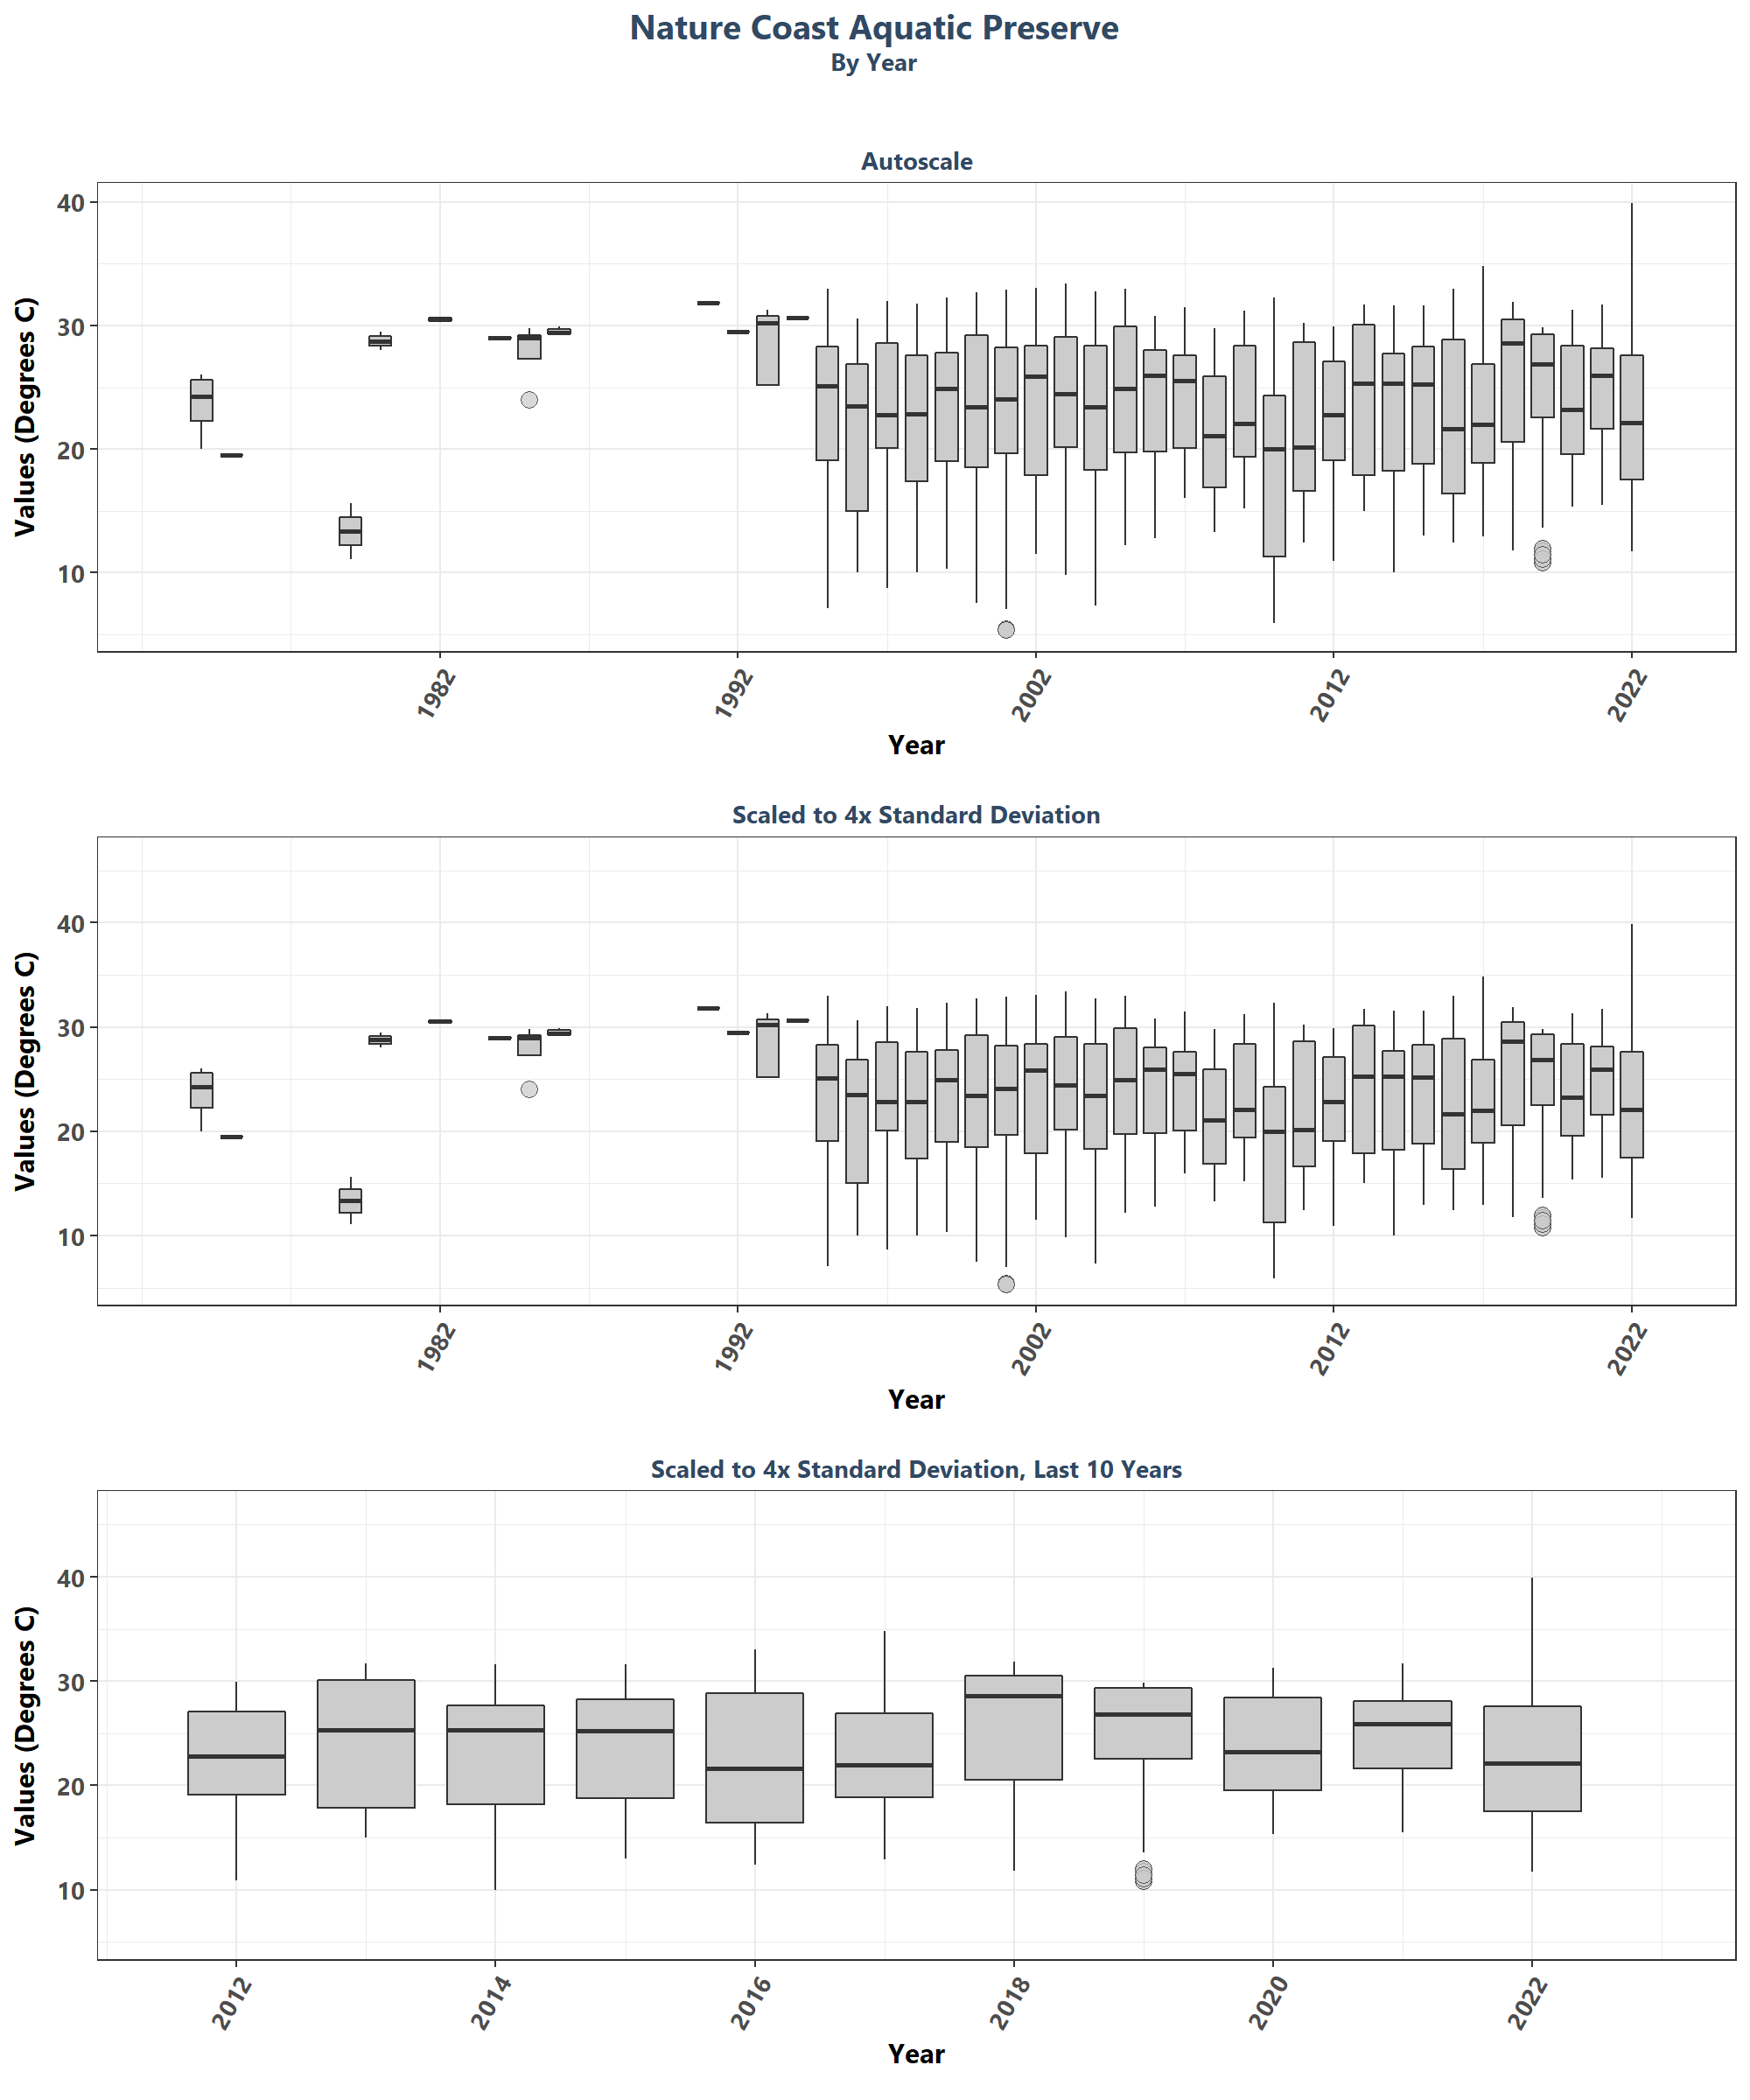 Nature Coast Aquatic Preserve
By Year
Autoscale
Values (Degrees C)
40
30
20
10
1982
1992
2002
2012
2022
Year
Scaled to 4x Standard Deviation
Values (Degrees C)
40
30
20
10
1982
1992
2002
2012
2022
Year
Scaled to 4x Standard Deviation, Last 10 Years
Values (Degrees C)
40
30
20
10
2012
2014
2016
2018
2020
2022
Year